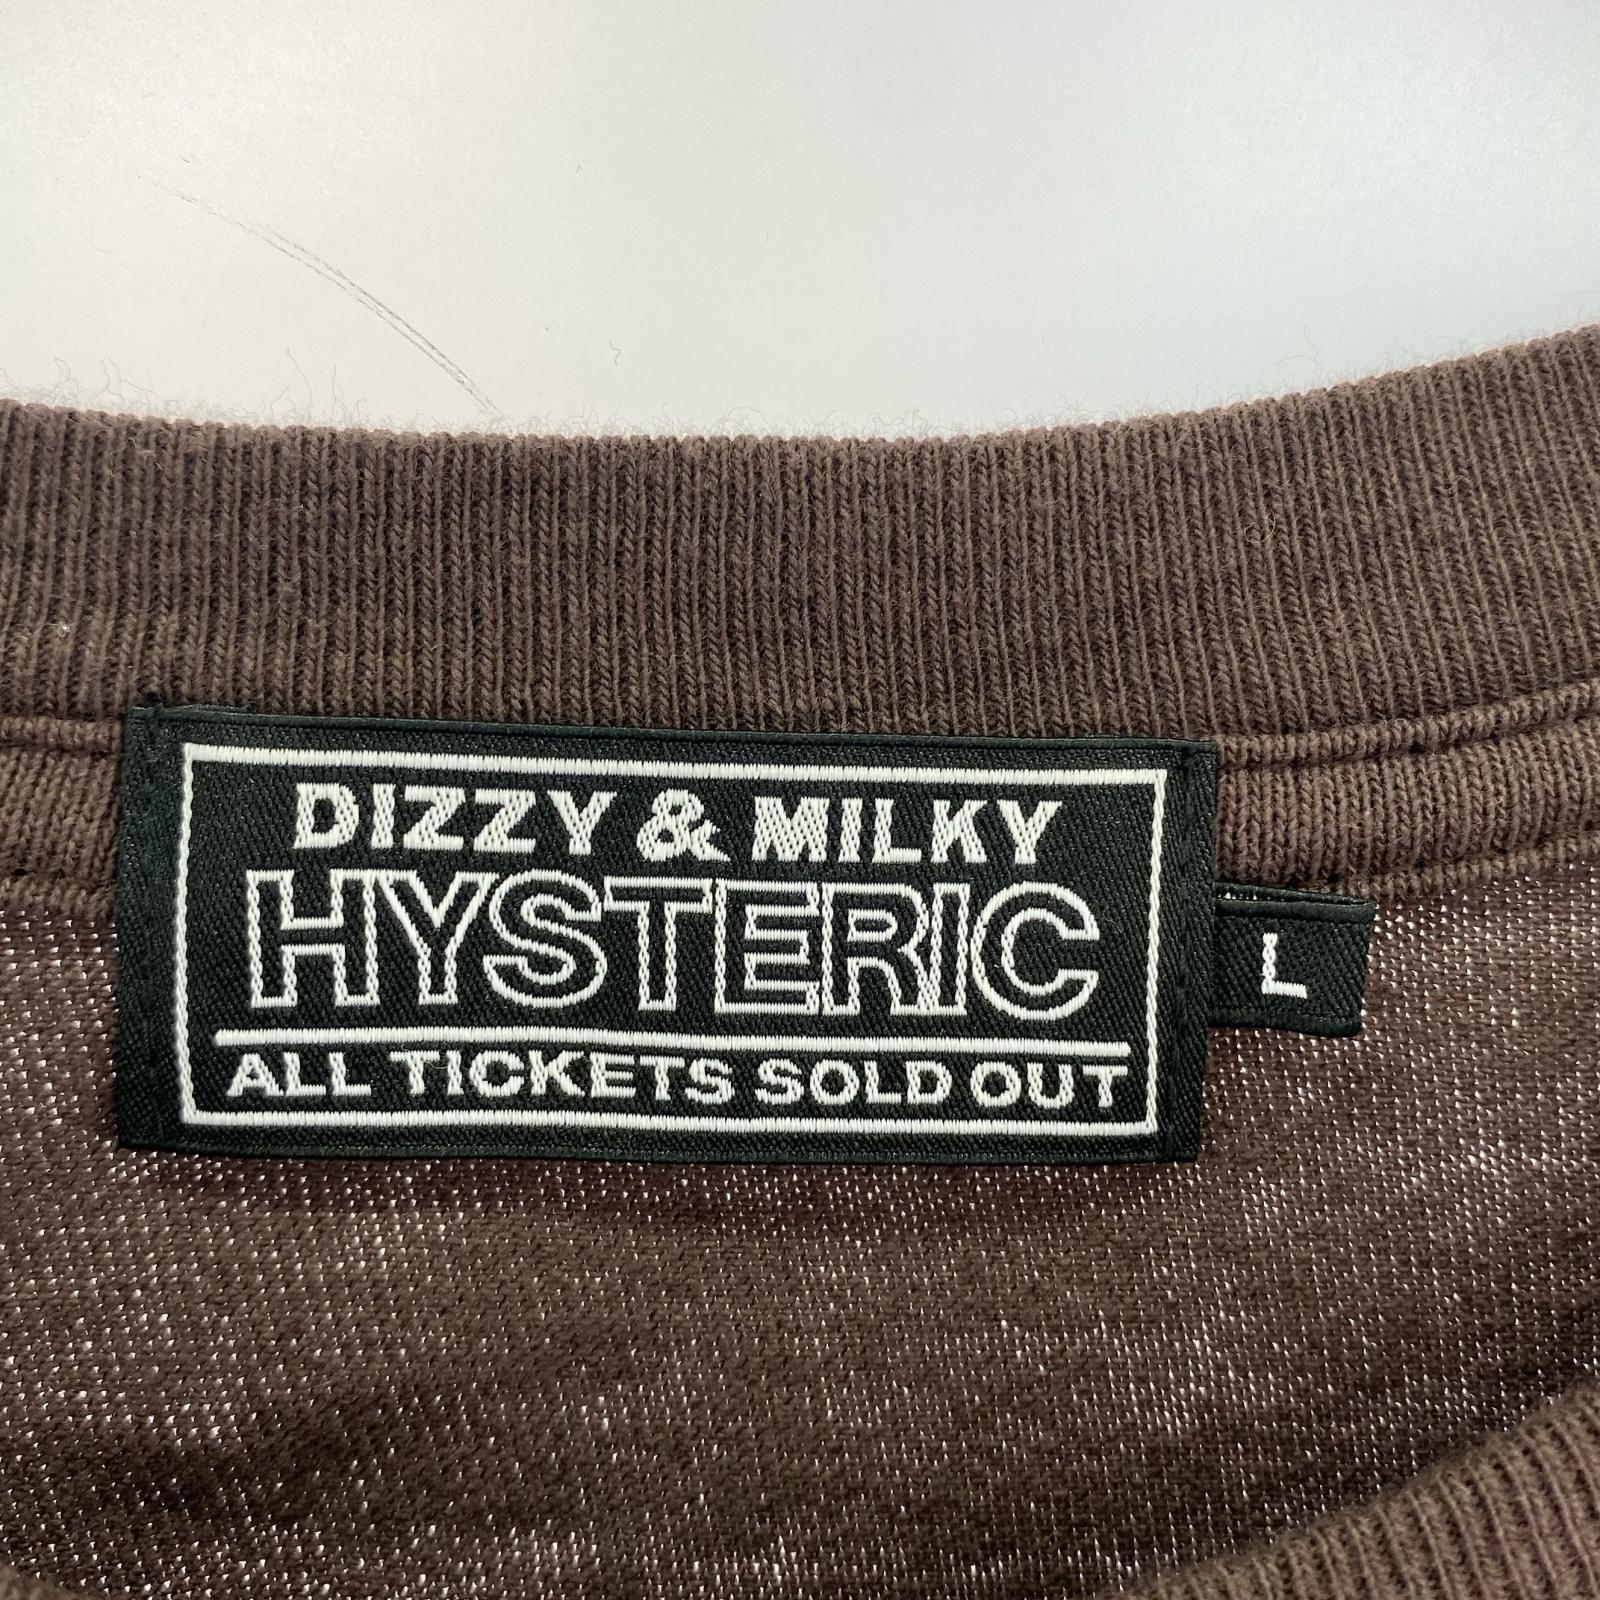 DIZZY & MILKY
HYSTERIC
ALL TICKETS SOLD OUT
L